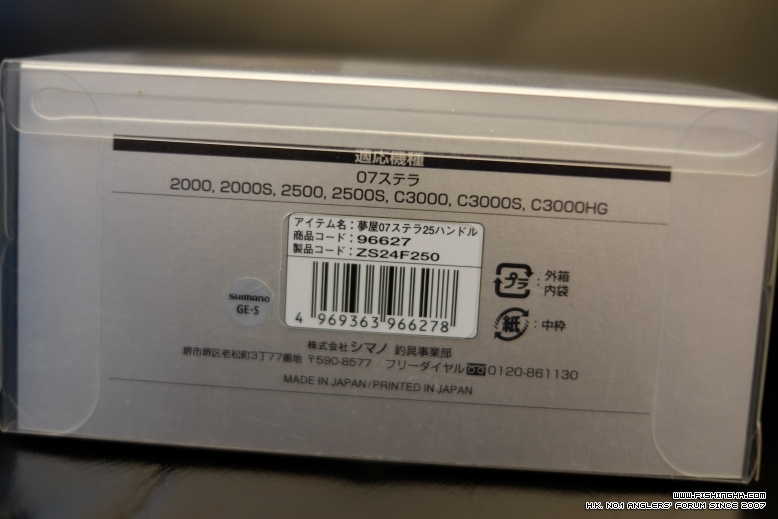 適応機種
07ステラ
2000, 2000S, 2500, 2500S, C3000, C3000S, C3000HG
アイテム名：夢屋07ステラ25ハンドル
商品コード：96627
製品コード：ZS24F250
4 969363 966278
SHIMANO
GE-S
プラ：外箱
内袋
紙：中枠
株式会社シマノ 釣具事業部
堺市堺区老松町3丁77番地 〒590-8577 フリーダイヤル 0120-861130
MADE IN JAPAN/PRINTED IN JAPAN
www.FISHINGHK.COM
H.K. NO.1 ANGLERS' FORUM SINCE 2007